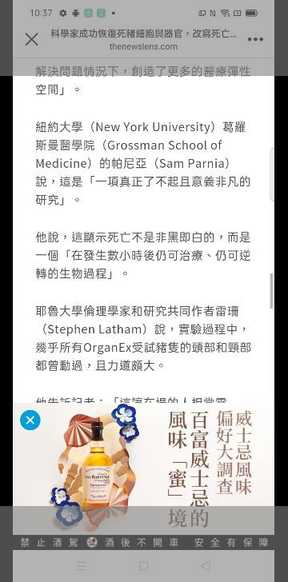 10:37
科學家成功恢復死豬細胞與器官，改寫死亡...
thenewslens.com
解決問題情況下，創造了更多的醫療彈性
空間」。
紐約大學（New York University）葛羅
斯曼醫學院（Grossman School of
Medicine）的帕尼亞（Sam Parnia）
說，這是「一項真正了不起且意義非凡的
研究」。
他說，這顯示死亡不是非黑即白的，而是
一個「在發生數小時後仍可治療、仍可逆
轉的生物過程」。
耶魯大學倫理學家和研究共同作者雷珊
（Stephen Latham）說，實驗過程中，
幾乎所有OrganEx受試豬隻的頭部和頸部
都曾動過，且力道頗大。
威士忌風味
偏好大調查
百富威士忌的
風味「蜜」境
禁止酒駕 酒後不開車 安全有保障